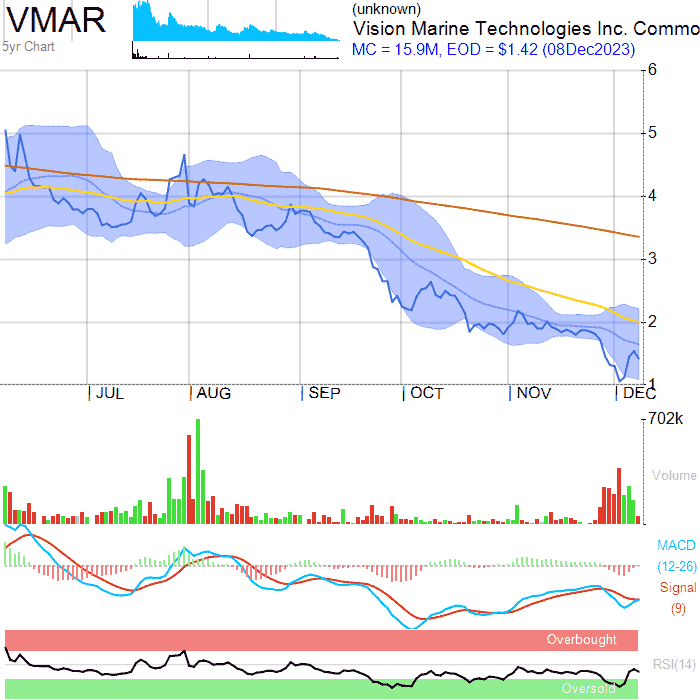 VMAR
5yr Chart
(unknown)
Vision Marine Technologies Inc. Commo
MC = 15.9M, EOD = $1.42 (08Dec2023)
6
5
4
3
2
1
JUL
AUG
SEP
OCT
NOV
DEC
702k
Volume
MACD
(12-26)
Signal
(9)
Overbought
RSI(14)
Oversold